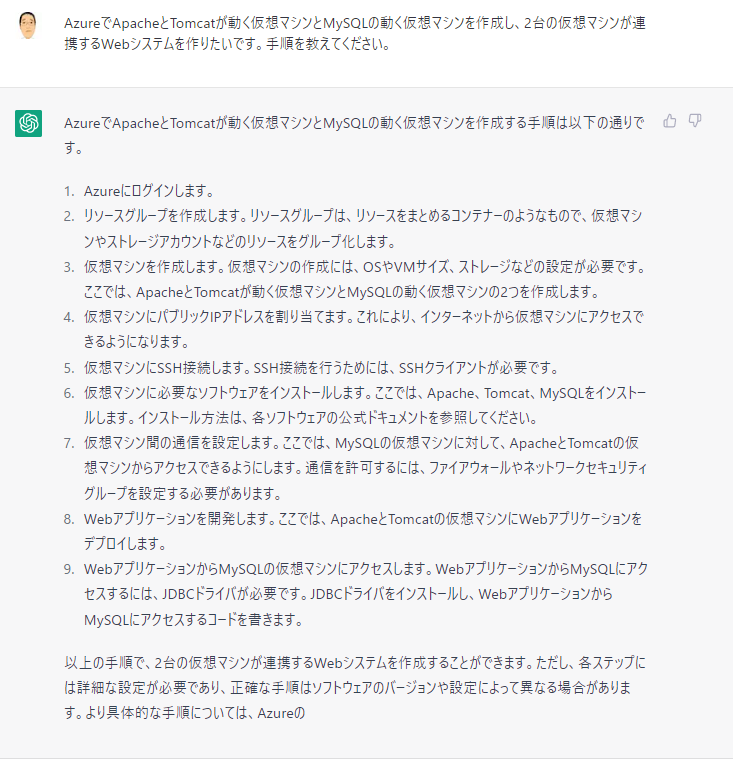 AzureでApacheとTomcatが動く仮想マシンとMySQLの動く仮想マシンを作成し、2台の仮想マシンが連
携するWebシステムを作りたいです。手順を教えてください。
AzureでApacheとTomcatが動く仮想マシンとMySQLの動く仮想マシンを作成する手順は以下の通りで
す。
1. Azureにログインします。
2. リソースグループを作成します。リソースグループは、リソースをまとめるコンテナーのようなもので、仮想マシ
ンやストレージアカウントなどのリソースをグループ化します。
3. 仮想マシンを作成します。仮想マシンの作成には、OSやVMサイズ、ストレージなどの設定が必要です。
ここでは、ApacheとTomcatが動く仮想マシンとMySQLの動く仮想マシンの2つを作成します。
4. 仮想マシンにパブリックIPアドレスを割り当てます。これにより、インターネットから仮想マシンにアクセスで
きるようになります。
5. 仮想マシンにSSH接続します。SSH接続を行うためには、SSHクライアントが必要です。
6. 仮想マシンに必要なソフトウェアをインストールします。ここでは、Apache、Tomcat、MySQLをインストー
ルします。インストール方法は、各ソフトウェアの公式ドキュメントを参照してください。
7. 仮想マシン間の通信を設定します。ここでは、MySQLの仮想マシンに対して、ApacheとTomcatの仮
想マシンからアクセスできるようにします。通信を許可するには、ファイアウォールやネットワークセキュリティ
グループを設定する必要があります。
8. Webアプリケーションを開発します。ここでは、ApacheとTomcatの仮想マシンにWebアプリケーションを
デプロイします。
9. WebアプリケーションからMySQLの仮想マシンにアクセスします。WebアプリケーションからMySQLにアク
セスするには、JDBCドライバが必要です。JDBCドライバをインストールし、Webアプリケーションから
MySQLにアクセスするコードを書きます。
以上の手順で、2台の仮想マシンが連携するWebシステムを作成することができます。ただし、各ステップに
は詳細な設定が必要であり、正確な手順はソフトウェアのバージョンや設定によって異なる場合がありま
す。より具体的な手順については、Azureの